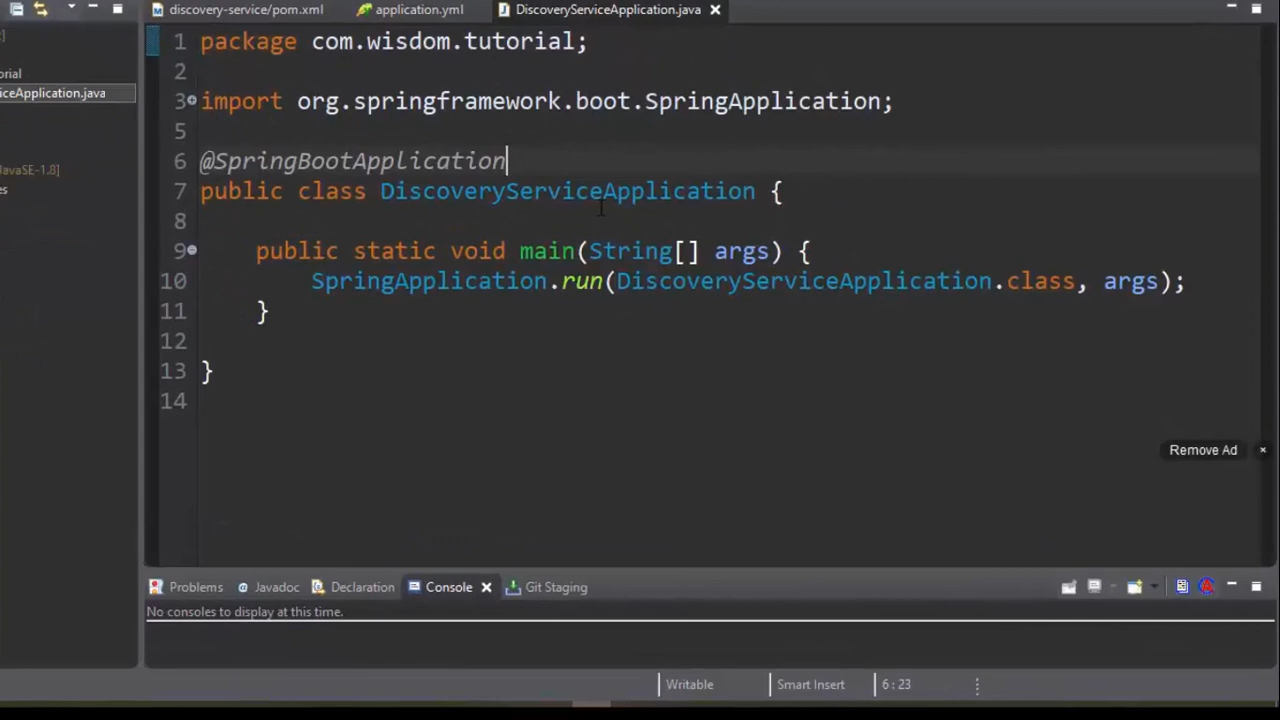 discovery-service/pom.xml application.yml DiscoveryServiceApplication.java
1 package com.wisdom.tutorial;
2
3 import org.springframework.boot.SpringApplication;
5
6 @SpringBootApplication
7 public class DiscoveryServiceApplication {
8
9 public static void main(String[] args) {
10 SpringApplication.run(DiscoveryServiceApplication.class, args);
11 }
12
13 }
14
orial
iceApplication.java
JavaSE-1.8]
es
Remove Ad ×
Problems Javadoc Declaration Console Git Staging
No consoles to display at this time.
Writable Smart Insert 6 : 23